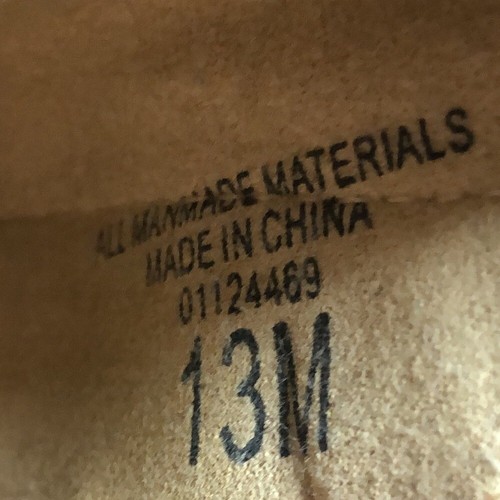 ALL MANMADE MATERIALS
MADE IN CHINA
01124469
13M